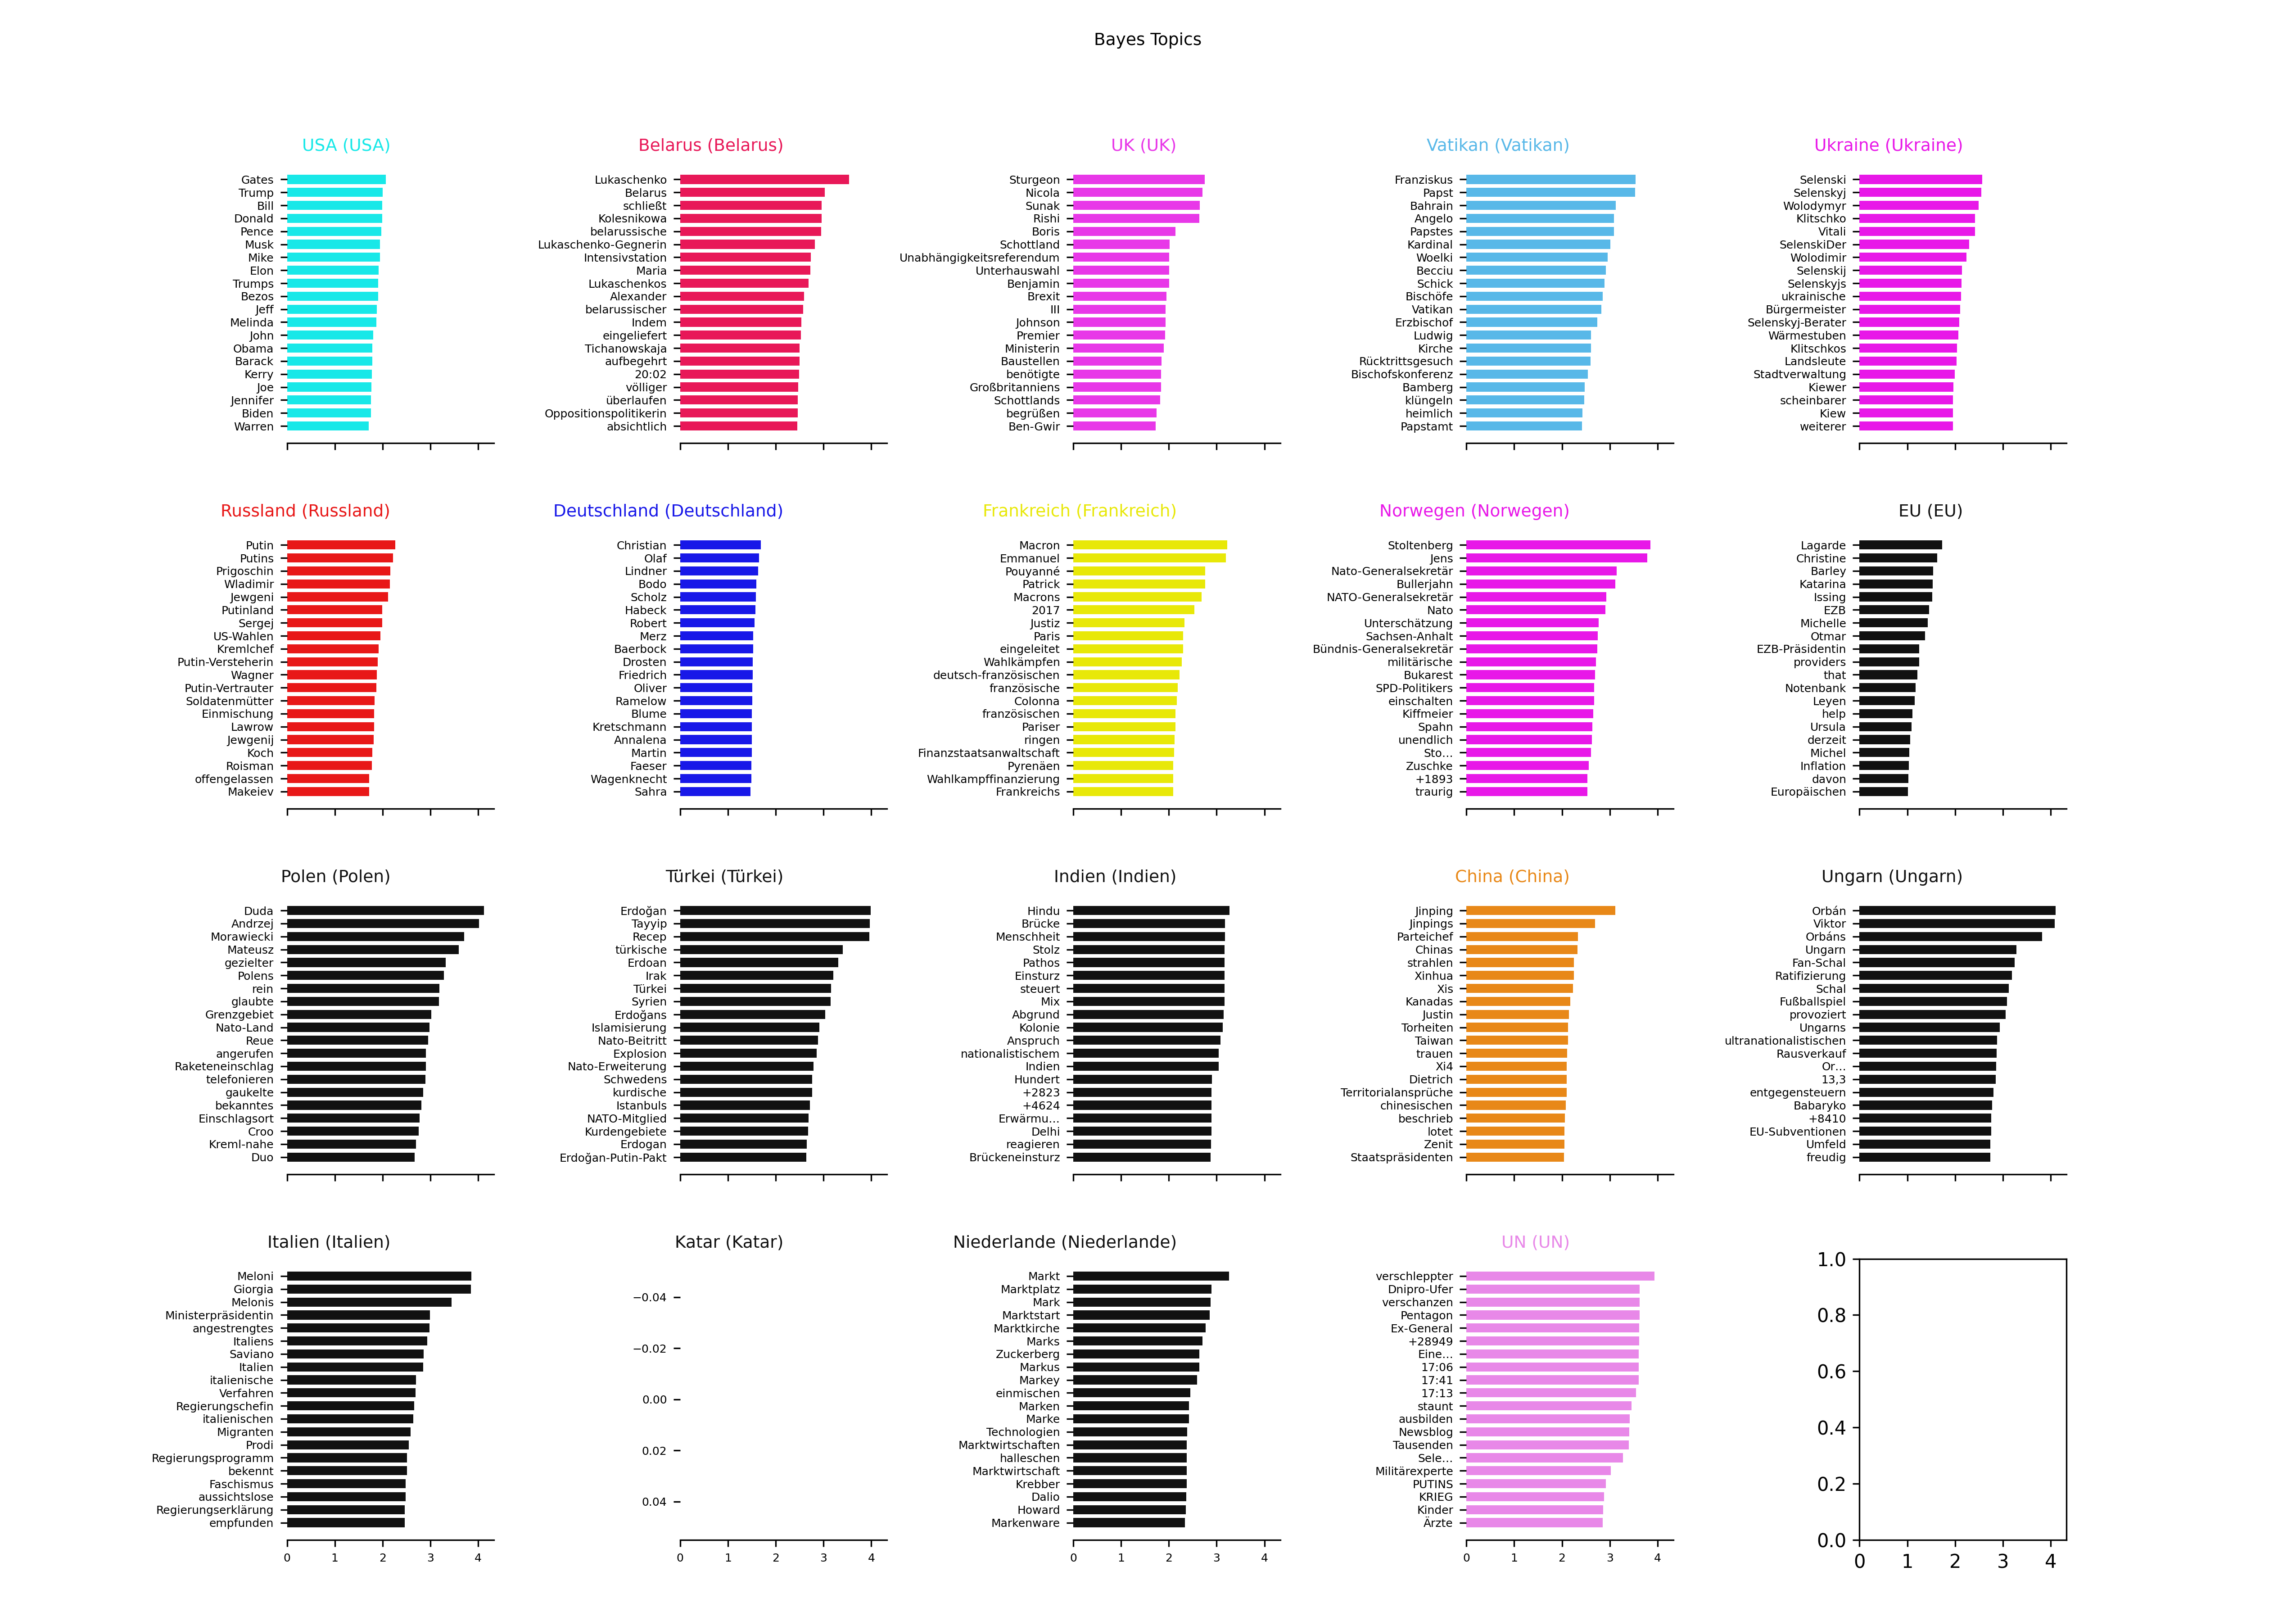 Bayes Topics
USA (USA)
Gates
Trump
Bill
Donald
Pence
Musk
Mike
Elon
Trumps
Bezos
Jeff
Melinda
John
Obama
Barack
Kerry
Joe
Jennifer
Biden
Warren
Belarus (Belarus)
Lukaschenko
Belarus
schließt
Kolesnikowa
belarussische
Lukaschenko-Gegnerin
Intensivstation
Maria
Lukaschenkos
Alexander
belarussischer
Indem
eingeliefert
Tichanowskaja
aufbegehrt
20:02
völliger
überlaufen
Oppositionspolitikerin
absichtlich
UK (UK)
Sturgeon
Nicola
Sunak
Rishi
Boris
Schottland
Unabhängigkeitsreferendum
Unterhauswahl
Benjamin
Brexit
III
Johnson
Premier
Ministerin
Baustellen
benötigte
Großbritanniens
Schottlands
begrüßen
Ben-Gwir
Vatikan (Vatikan)
Franziskus
Papst
Bahrain
Angelo
Papstes
Kardinal
Woelki
Becciu
Schick
Bischöfe
Vatikan
Erzbischof
Ludwig
Kirche
Rücktrittsgesuch
Bischofskonferenz
Bamberg
klüngeln
heimlich
Papstamt
Ukraine (Ukraine)
Selenski
Selenskyj
Wolodymyr
Klitschko
Vitali
SelenskiDer
Wolodimir
Selenskij
Selenskyjs
ukrainische
Bürgermeister
Selenskyj-Berater
Wärmestuben
Klitschkos
Landsleute
Stadtverwaltung
Kiewer
scheinbarer
Kiew
weiterer
Russland (Russland)
Putin
Putins
Prigoschin
Wladimir
Jewgeni
Putinland
Sergej
US-Wahlen
Kremlchef
Putin-Versteherin
Wagner
Putin-Vertrauter
Soldatenmütter
Einmischung
Lawrow
Jewgenij
Koch
Roisman
offengelassen
Makeiev
Deutschland (Deutschland)
Christian
Olaf
Lindner
Bodo
Scholz
Habeck
Robert
Merz
Baerbock
Drosten
Friedrich
Oliver
Ramelow
Blume
Kretschmann
Annalena
Martin
Faeser
Wagenknecht
Sahra
Frankreich (Frankreich)
Macron
Emmanuel
Pouyanné
Patrick
Macrons
2017
Justiz
Paris
eingeleitet
Wahlkämpfen
deutsch-französischen
französische
Colonna
französischen
Pariser
ringen
Finanzstaatsanwaltschaft
Pyrenäen
Wahlkampffinanzierung
Frankreichs
Norwegen (Norwegen)
Stoltenberg
Jens
Nato-Generalsekretär
Bullerjahn
NATO-Generalsekretär
Nato
Unterschätzung
Sachsen-Anhalt
Bündnis-Generalsekretär
militärische
Bukarest
SPD-Politikers
einschalten
Kiffmeier
Spahn
unendlich
Sto…
Zuschke
+1893
traurig
EU (EU)
Lagarde
Christine
Barley
Katarina
Issing
EZB
Michelle
Otmar
EZB-Präsidentin
providers
that
Notenbank
Leyen
help
Ursula
derzeit
Michel
Inflation
davon
Europäischen
Polen (Polen)
Duda
Andrzej
Morawiecki
Mateusz
gezielter
Polens
rein
glaubte
Grenzgebiet
Nato-Land
Reue
angerufen
Raketeneinschlag
telefonieren
gaukelte
bekanntes
Einschlagsort
Croo
Kreml-nahe
Duo
Türkei (Türkei)
Erdoğan
Tayyip
Recep
türkische
Erdoan
Irak
Türkei
Syrien
Erdoğans
Islamisierung
Nato-Beitritt
Explosion
Nato-Erweiterung
Schwedens
kurdische
Istanbuls
NATO-Mitglied
Kurdengebiete
Erdogan
Erdoğan-Putin-Pakt
Indien (Indien)
Hindu
Brücke
Menschheit
Stolz
Pathos
Einsturz
steuert
Mix
Abgrund
Kolonie
Anspruch
nationalistischem
Indien
Hundert
+2823
+4624
Erwärmu…
Delhi
reagieren
Brückeneinsturz
China (China)
Jinping
Jinpings
Parteichef
Chinas
strahlen
Xinhua
Xis
Kanadas
Justin
Torheiten
Taiwan
trauen
Xi4
Dietrich
Territorialansprüche
chinesischen
beschrieb
lotet
Zenit
Staatspräsidenten
Ungarn (Ungarn)
Orbán
Viktor
Orbáns
Ungarn
Fan-Schal
Ratifizierung
Schal
Fußballspiel
provoziert
Ungarns
ultranationalistischen
Rausverkauf
Or…
13,3
entgegensteuern
Babaryko
+8410
EU-Subventionen
Umfeld
freudig
Italien (Italien)
Meloni
Giorgia
Melonis
Ministerpräsidentin
angestrengtes
Italiens
Saviano
Italien
italienische
Verfahren
Regierungschefin
italienischen
Migranten
Prodi
Regierungsprogramm
bekennt
Faschismus
aussichtslose
Regierungserklärung
empfunden
0 1 2 3 4
Katar (Katar)
−0.04
−0.02
0.00
0.02
0.04
0 1 2 3 4
Niederlande (Niederlande)
Markt
Marktplatz
Mark
Marktstart
Marktkirche
Marks
Zuckerberg
Markus
Markey
einmischen
Marken
Marke
Technologien
Marktwirtschaften
halleschen
Marktwirtschaft
Krebber
Dalio
Howard
Markenware
0 1 2 3 4
UN (UN)
verschleppter
Dnipro-Ufer
verschanzen
Pentagon
Ex-General
+28949
Eine…
17:06
17:41
17:13
staunt
ausbilden
Newsblog
Tausenden
Sele…
Militärexperte
PUTINS
KRIEG
Kinder
Ärzte
0 1 2 3 4
1.0
0.8
0.6
0.4
0.2
0.0
0 1 2 3 4